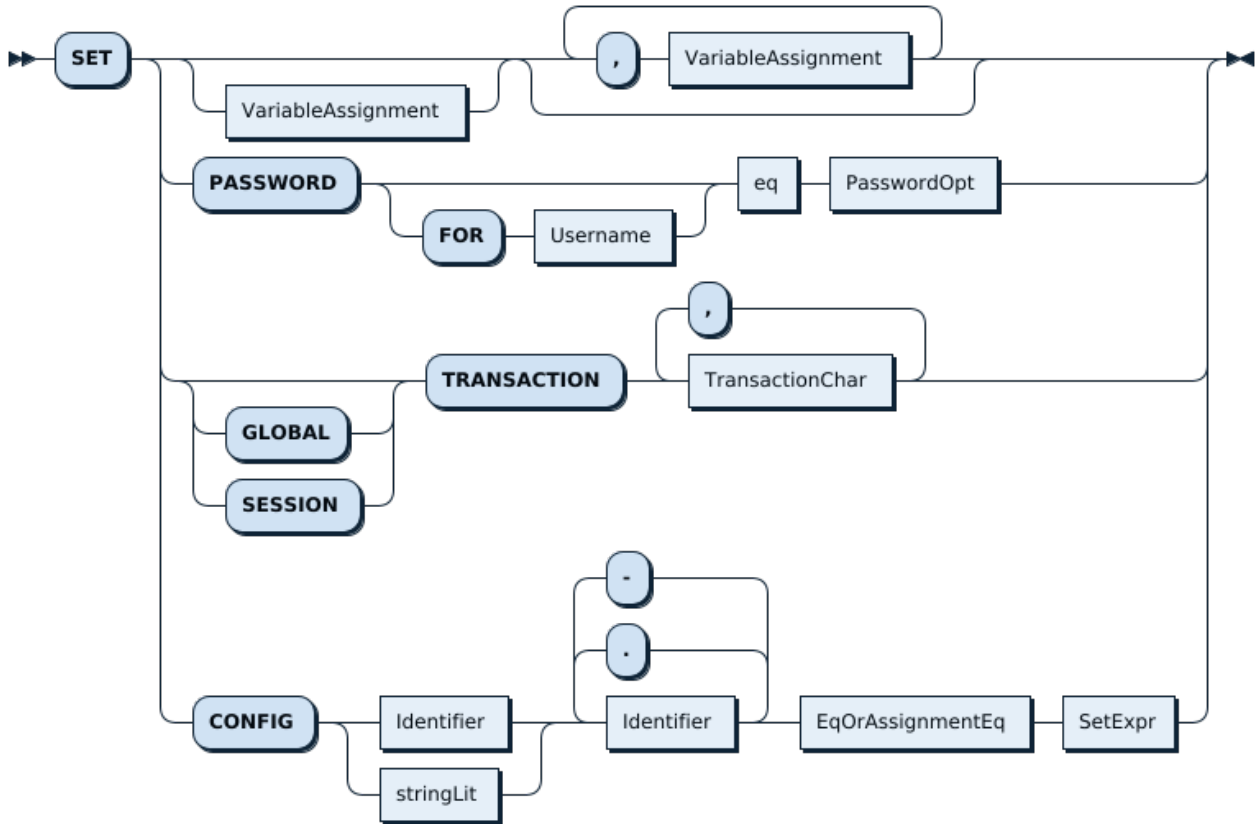 SET
, VariableAssignment
VariableAssignment
PASSWORD eq PasswordOpt
FOR Username
,
TRANSACTION TransactionChar
GLOBAL
SESSION
-
.
CONFIG Identifier Identifier EqOrAssignmentEq SetExpr
stringLit